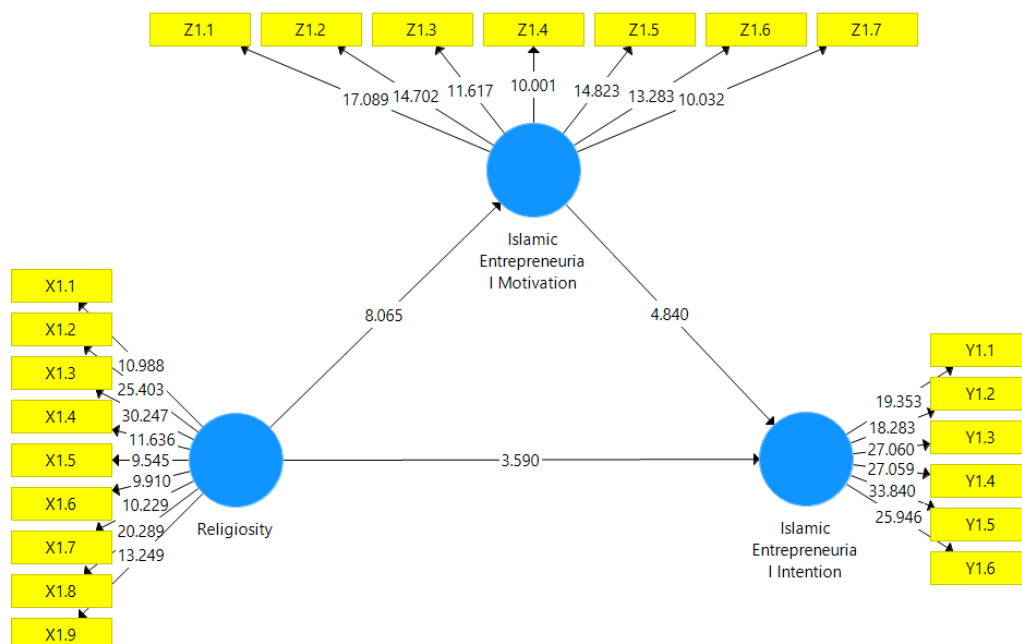 Z1.1
Z1.2
Z1.3
Z1.4
Z1.5
Z1.6
Z1.7
17.089
14.702
11.617
10.001
14.823
13.283
10.032
Islamic
Entrepreneuria
l Motivation
8.065
4.840
3.590
X1.1
X1.2
X1.3
X1.4
X1.5
X1.6
X1.7
X1.8
X1.9
10.988
25.403
30.247
11.636
9.545
9.910
10.229
20.289
13.249
Religiosity
Islamic
Entrepreneuria
l Intention
19.353
18.283
27.060
27.059
33.840
25.946
Y1.1
Y1.2
Y1.3
Y1.4
Y1.5
Y1.6